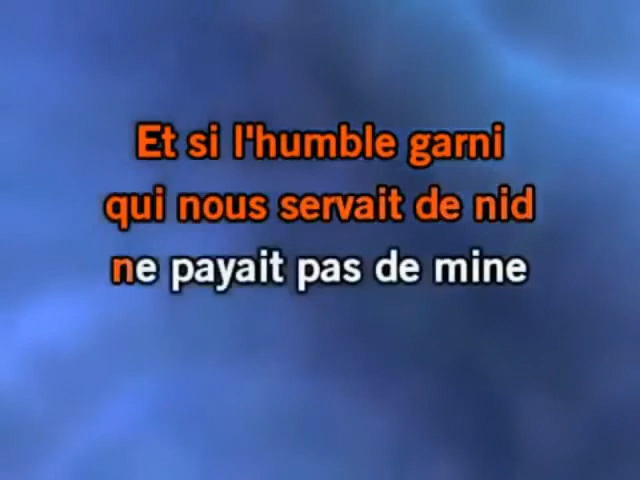 Et si l'humble garni
qui nous servait de nid
ne payait pas de mine